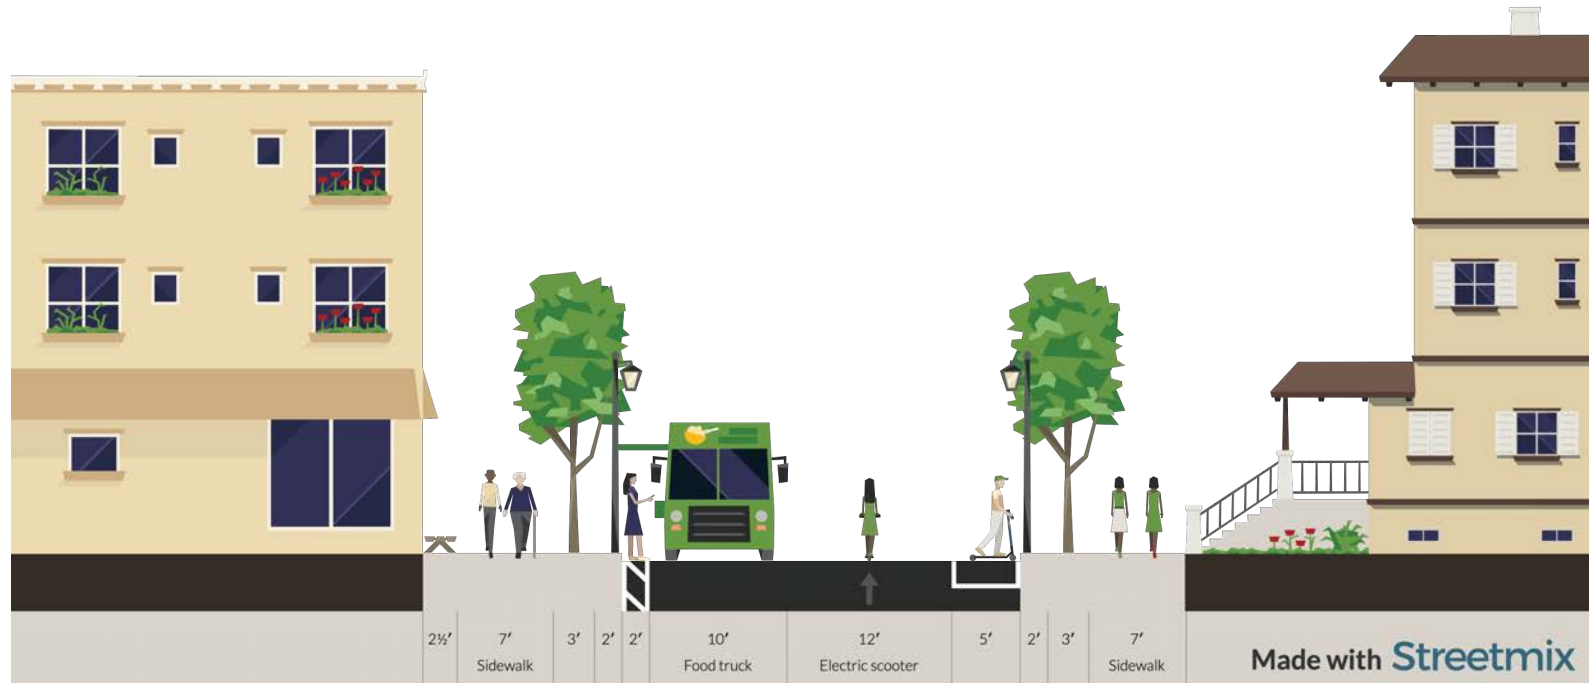 2½′ 7′ 3′ 2′ 2′ 10′ 12′ 5′ 2′ 3′ 7′
Sidewalk Food truck Electric scooter Sidewalk
Made with Streetmix